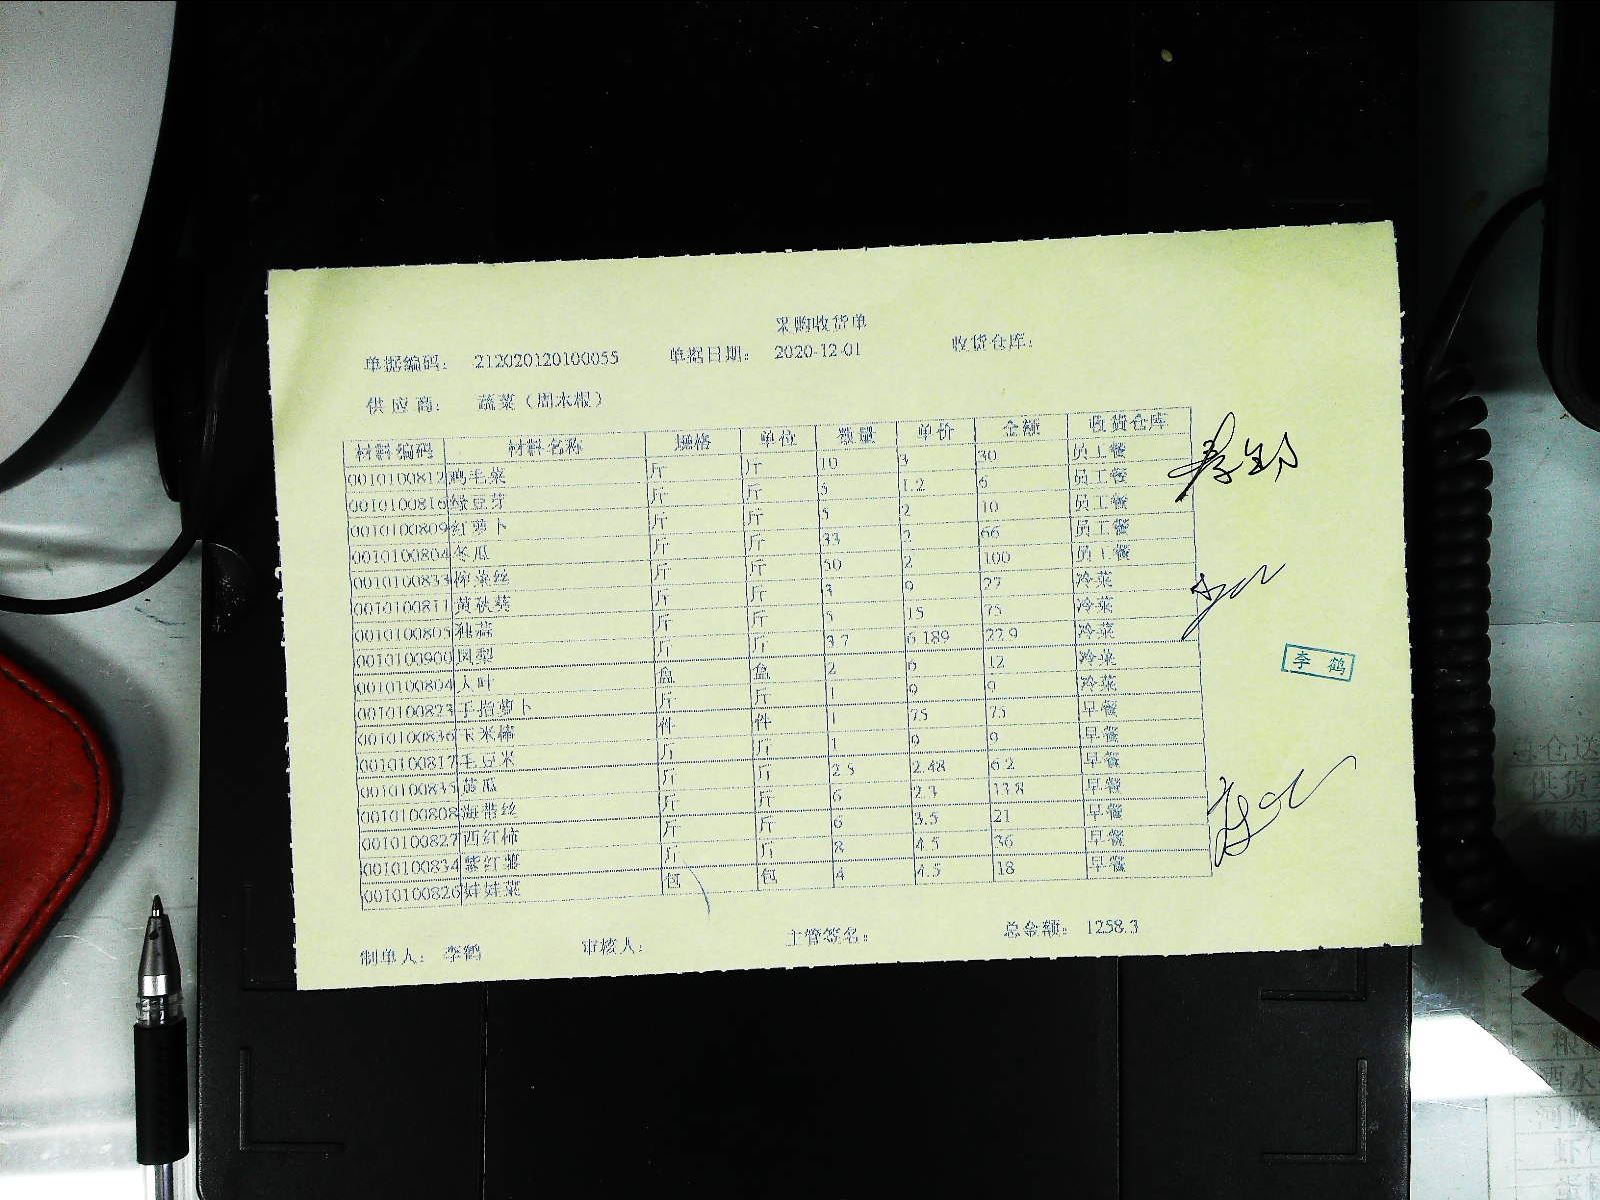 采购收货单
单据编码： 212020120100055 单据日期： 2020-12-01 收货仓库：
供应商： 蔬菜（周木根）
材料编码 材料名称 规格 单位 数量 单价 金额 收货仓库
0010100812 鸡毛菜 斤 斤 10 3 30 员工餐
0010100816 绿豆芽 斤 斤 5 1.2 6 员工餐
0010100809 红萝卜 斤 斤 5 2 10 员工餐
0010100804 冬瓜 斤 斤 33 2 66 员工餐
0010100833 榨菜丝 斤 斤 50 2 100 员工餐
0010100811 黄秋葵 斤 斤 3 9 27 冷菜
0010100805 独蒜 斤 斤 5 15 75 冷菜
0010100900 凤梨 斤 斤 3.7 6.189 22.9 冷菜
0010100804 人叶 盒 盒 2 6 12 冷菜
0010100823 手指萝卜 斤 斤 1 9 9 冷菜
0010100836 玉米棒 件 件 1 75 75 早餐
0010100817 毛豆米 斤 斤 1 9 9 早餐
0010100835 黄瓜 斤 斤 2.5 2.48 6.2 早餐
0010100808 海带丝 斤 斤 6 2.3 13.8 早餐
0010100827 西红柿 斤 斤 6 3.5 21 早餐
0010100834 紫红薯 斤 斤 8 4.5 36 早餐
0010100826 娃娃菜 包 包 4 4.5 18 早餐
李鹤
制单人： 李鹤 审核人： 主管签名： 总金额： 1258.3